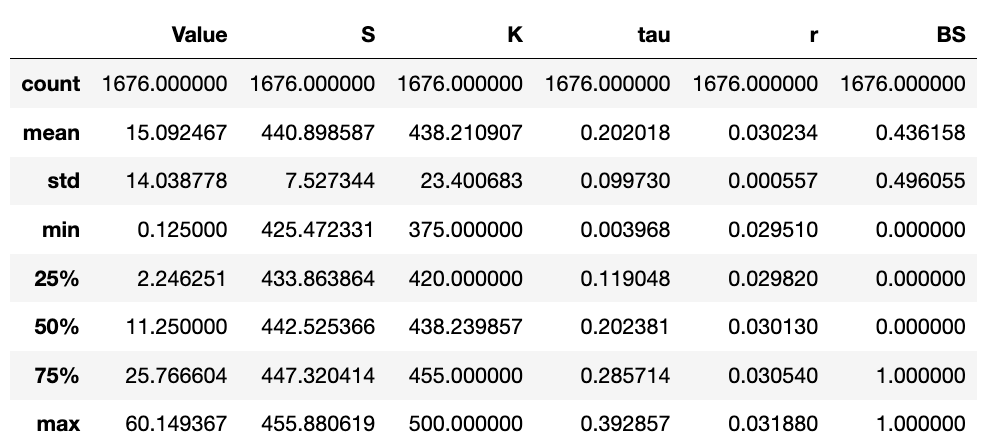 Value S K tau r BS
count 1676.000000 1676.000000 1676.000000 1676.000000 1676.000000 1676.000000
mean 15.092467 440.898587 438.210907 0.202018 0.030234 0.436158
std 14.038778 7.527344 23.400683 0.099730 0.000557 0.496055
min 0.125000 425.472331 375.000000 0.003968 0.029510 0.000000
25% 2.246251 433.863864 420.000000 0.119048 0.029820 0.000000
50% 11.250000 442.525366 438.239857 0.202381 0.030130 0.000000
75% 25.766604 447.320414 455.000000 0.285714 0.030540 1.000000
max 60.149367 455.880619 500.000000 0.392857 0.031880 1.000000